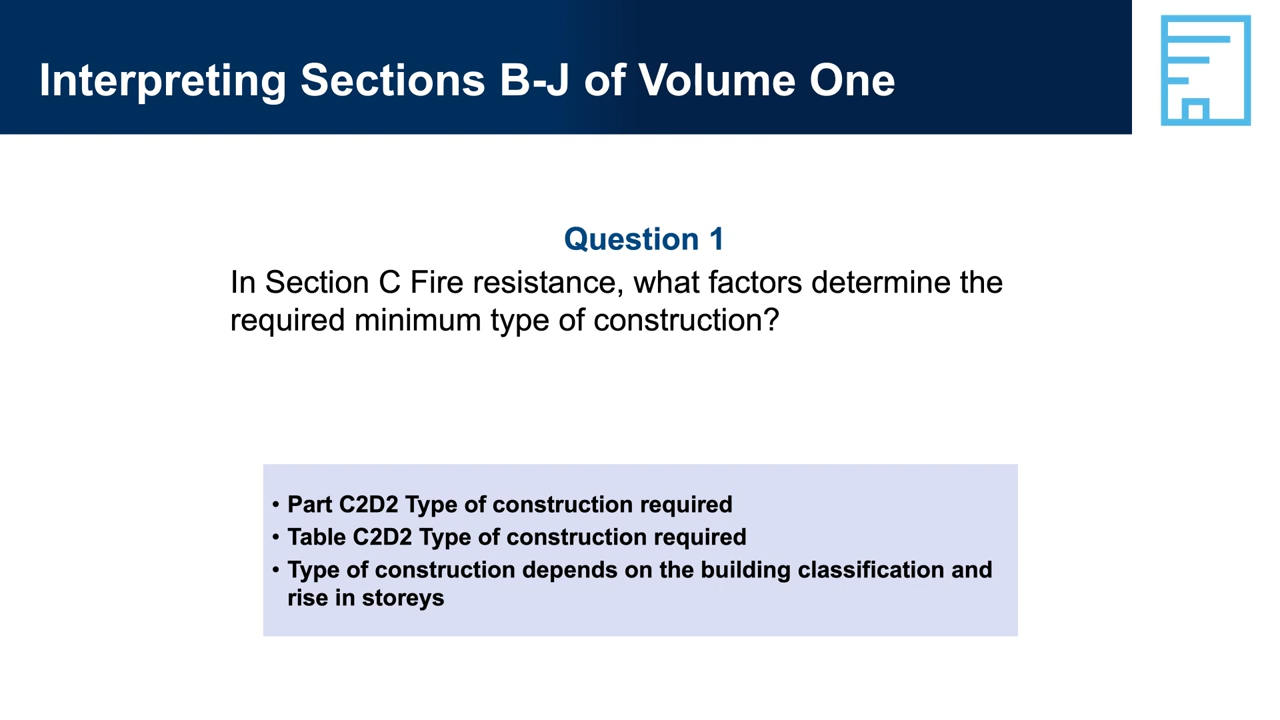 Interpreting Sections B-J of Volume One
Question 1
In Section C Fire resistance, what factors determine the
required minimum type of construction?
• Part C2D2 Type of construction required
• Table C2D2 Type of construction required
• Type of construction depends on the building classification and
rise in storeys